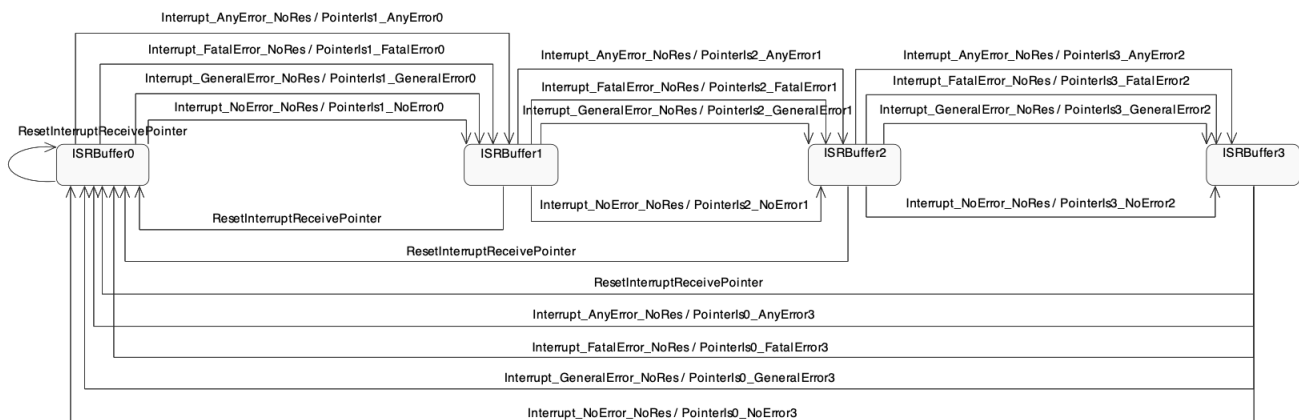 Interrupt_AnyError_NoRes / PointerIs1_AnyError0
Interrupt_FatalError_NoRes / PointerIs1_FatalError0
Interrupt_GeneralError_NoRes / PointerIs1_GeneralError0
Interrupt_NoError_NoRes / PointerIs1_NoError0
Interrupt_AnyError_NoRes / PointerIs2_AnyError1
Interrupt_FatalError_NoRes / PointerIs2_FatalError1
Interrupt_GeneralError_NoRes / PointerIs2_GeneralError1
Interrupt_AnyError_NoRes / PointerIs3_AnyError2
Interrupt_FatalError_NoRes / PointerIs3_FatalError2
Interrupt_GeneralError_NoRes / PointerIs3_GeneralError2
ResetInterruptReceivePointer
ISRBuffer0
ISRBuffer1
ISRBuffer2
ISRBuffer3
Interrupt_NoError_NoRes / PointerIs2_NoError1
Interrupt_NoError_NoRes / PointerIs3_NoError2
ResetInterruptReceivePointer
ResetInterruptReceivePointer
ResetInterruptReceivePointer
Interrupt_AnyError_NoRes / PointerIs0_AnyError3
Interrupt_FatalError_NoRes / PointerIs0_FatalError3
Interrupt_GeneralError_NoRes / PointerIs0_GeneralError3
Interrupt_NoError_NoRes / PointerIs0_NoError3